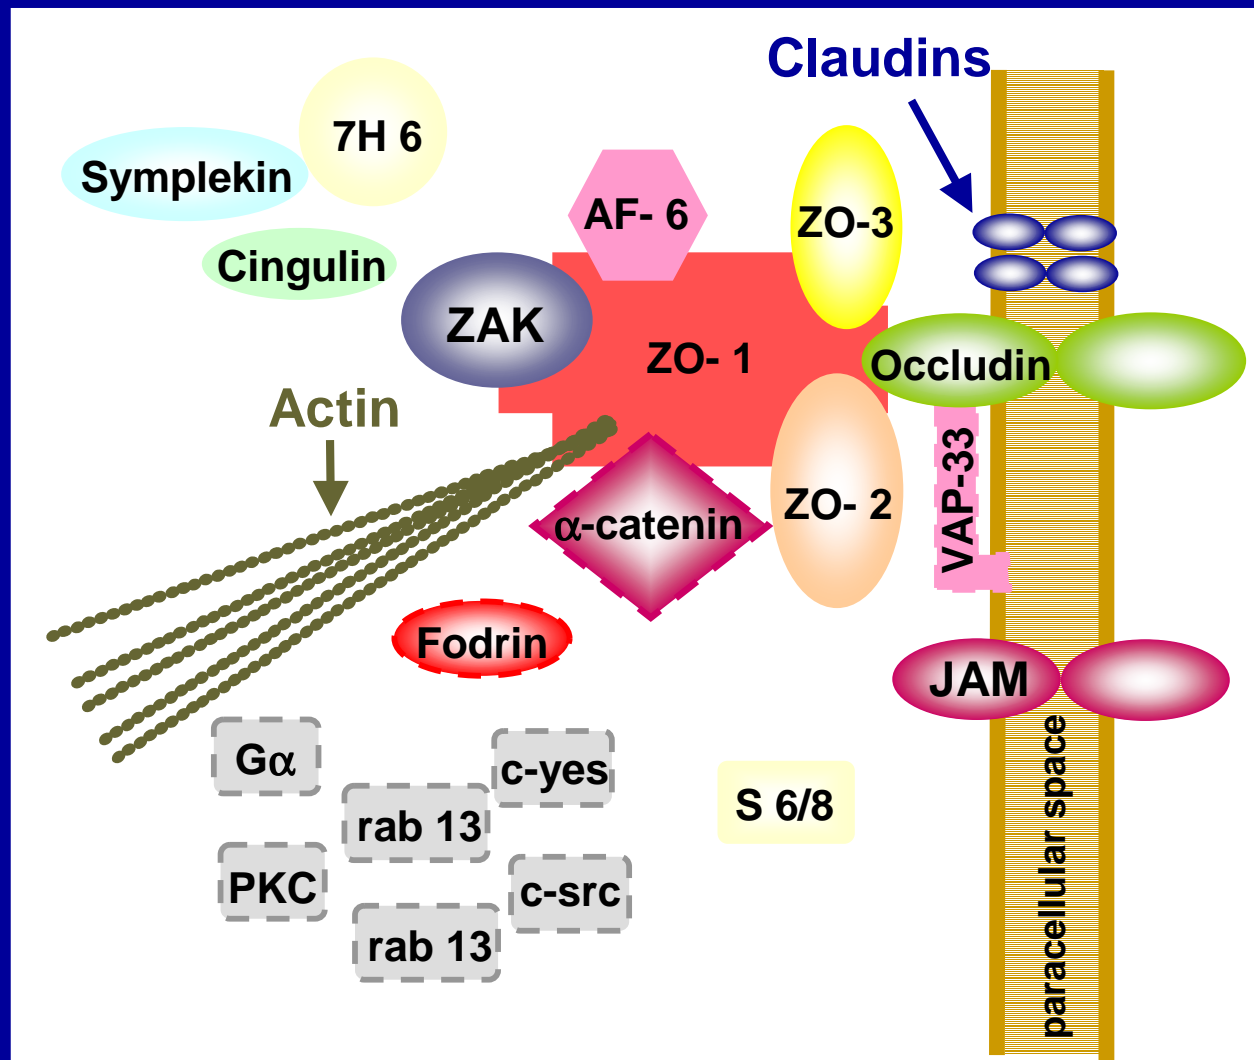 Claudins
7H 6
Symplekin
AF- 6
ZO-3
Cingulin
ZAK
ZO- 1
Occludin
Actin
VAP-33
ZO- 2
α-catenin
Fodrin
JAM
Gα
c-yes
rab 13
S 6/8
PKC
c-src
rab 13
paracellular space